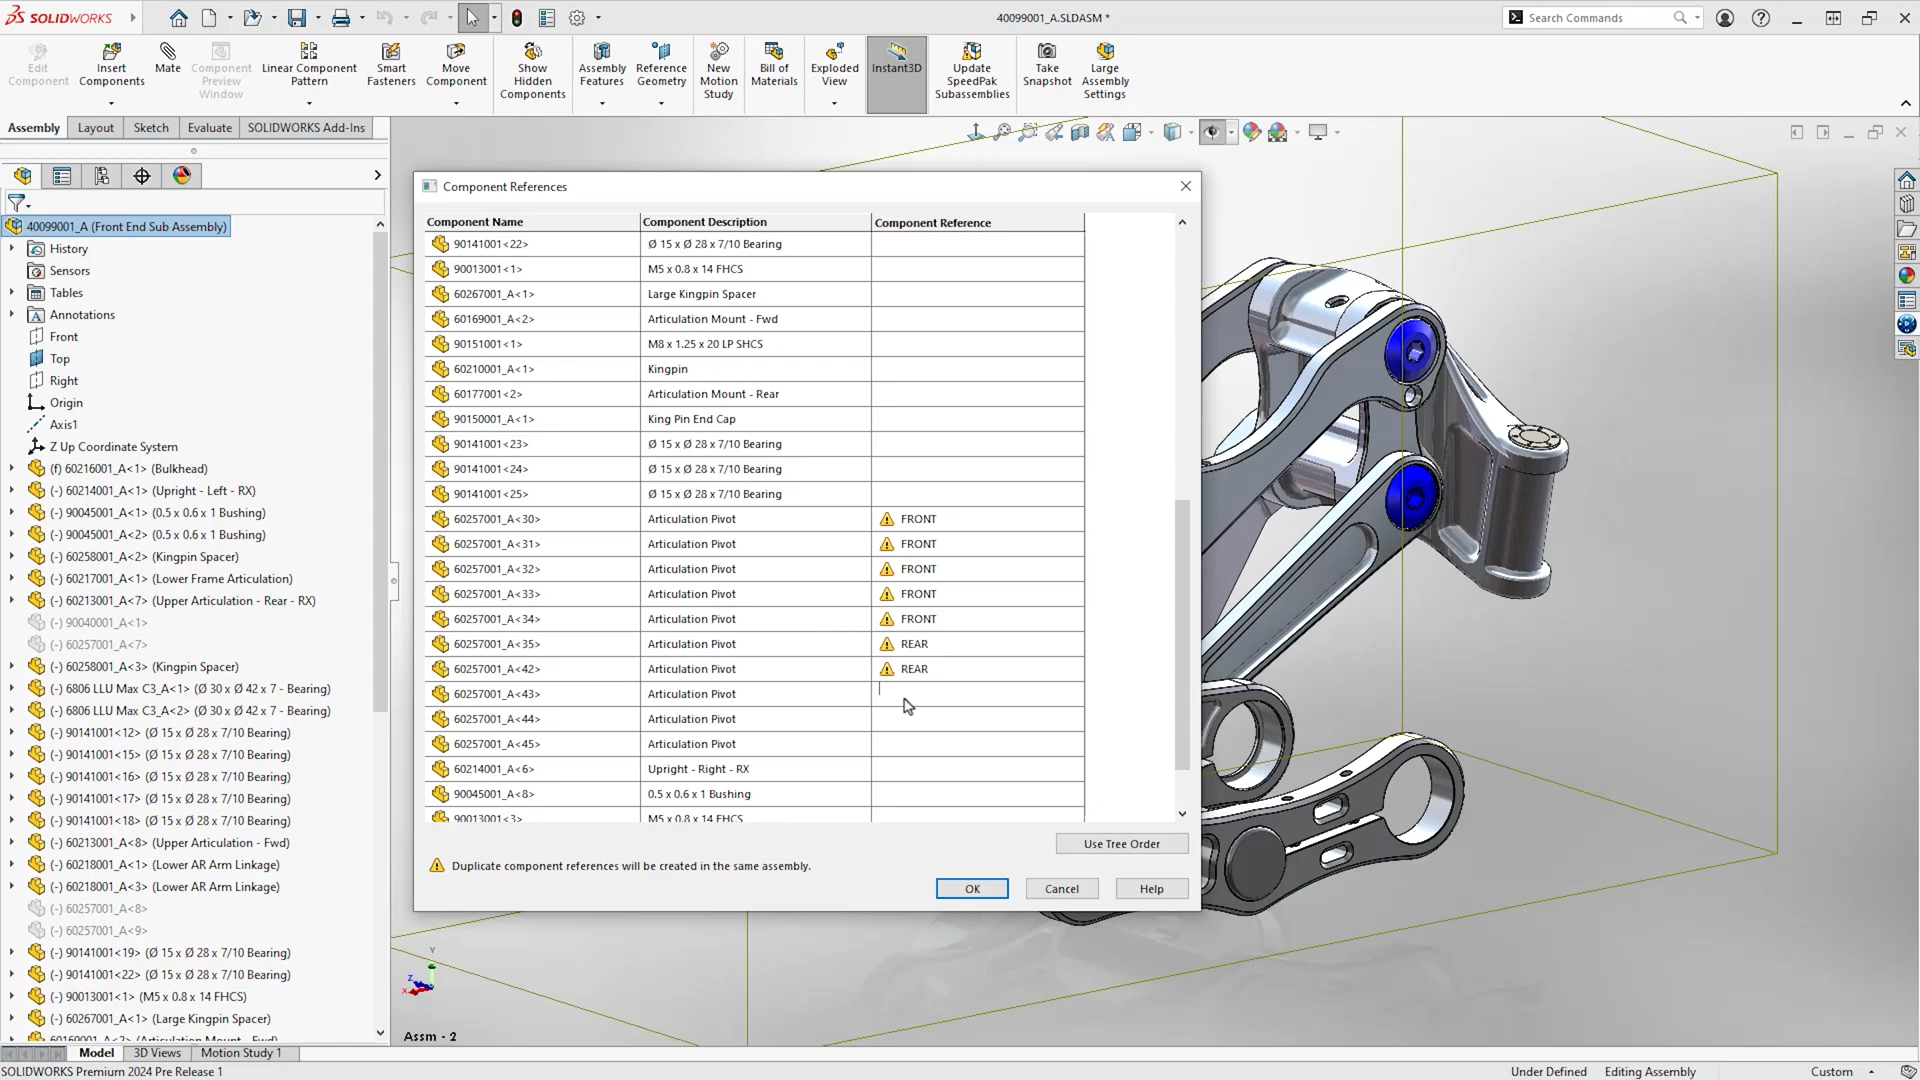 SOLIDWORKS
40099001_A.SLDASM *
Search Commands
Edit Component
Insert Components
Mate
Component Preview Window
Linear Component Pattern
Smart Fasteners
Move Component
Show Hidden Components
Assembly Features
Reference Geometry
New Motion Study
Bill of Materials
Exploded View
Instant3D
Update SpeedPak Subassemblies
Take Snapshot
Large Assembly Settings
Assembly Layout Sketch Evaluate SOLIDWORKS Add-Ins
40099001_A (Front End Sub Assembly)
History
Sensors
Tables
Annotations
Front
Top
Right
Origin
Axis1
Z Up Coordinate System
(f) 60216001_A<1> (Bulkhead)
(-) 60214001_A<1> (Upright - Left - RX)
(-) 90045001_A<1> (0.5 x 0.6 x 1 Bushing)
(-) 90045001_A<2> (0.5 x 0.6 x 1 Bushing)
(-) 60258001_A<2> (Kingpin Spacer)
(-) 60217001_A<1> (Lower Frame Articulation)
(-) 60213001_A<7> (Upper Articulation - Rear - RX)
(-) 90040001_A<1>
(-) 60257001_A<7>
(-) 60258001_A<3> (Kingpin Spacer)
(-) 6806 LLU Max C3_A<1> (Ø 30 x Ø 42 x 7 - Bearing)
(-) 6806 LLU Max C3_A<2> (Ø 30 x Ø 42 x 7 - Bearing)
(-) 90141001<12> (Ø 15 x Ø 28 x 7/10 Bearing)
(-) 90141001<15> (Ø 15 x Ø 28 x 7/10 Bearing)
(-) 90141001<16> (Ø 15 x Ø 28 x 7/10 Bearing)
(-) 90141001<17> (Ø 15 x Ø 28 x 7/10 Bearing)
(-) 90141001<18> (Ø 15 x Ø 28 x 7/10 Bearing)
(-) 60213001_A<8> (Upper Articulation - Fwd)
(-) 60218001_A<1> (Lower AR Arm Linkage)
(-) 60218001_A<3> (Lower AR Arm Linkage)
(-) 60257001_A<8>
(-) 60257001_A<9>
(-) 90141001<19> (Ø 15 x Ø 28 x 7/10 Bearing)
(-) 90141001<22> (Ø 15 x Ø 28 x 7/10 Bearing)
(-) 90013001<1> (M5 x 0.8 x 14 FHCS)
(-) 60267001_A<1> (Large Kingpin Spacer)
60169001_A<2> (Articulation Mount - Fwd)
Component References
Component Name Component Description Component Reference
90141001<22> Ø 15 x Ø 28 x 7/10 Bearing
90013001<1> M5 x 0.8 x 14 FHCS
60267001_A<1> Large Kingpin Spacer
60169001_A<2> Articulation Mount - Fwd
90151001<1> M8 x 1.25 x 20 LP SHCS
60210001_A<1> Kingpin
60177001<2> Articulation Mount - Rear
90150001_A<1> King Pin End Cap
90141001<23> Ø 15 x Ø 28 x 7/10 Bearing
90141001<24> Ø 15 x Ø 28 x 7/10 Bearing
90141001<25> Ø 15 x Ø 28 x 7/10 Bearing
60257001_A<30> Articulation Pivot FRONT
60257001_A<31> Articulation Pivot FRONT
60257001_A<32> Articulation Pivot FRONT
60257001_A<33> Articulation Pivot FRONT
60257001_A<34> Articulation Pivot FRONT
60257001_A<35> Articulation Pivot REAR
60257001_A<42> Articulation Pivot REAR
60257001_A<43> Articulation Pivot
60257001_A<44> Articulation Pivot
60257001_A<45> Articulation Pivot
60214001_A<6> Upright - Right - RX
90045001_A<8> 0.5 x 0.6 x 1 Bushing
90013001<3> M5 x 0.8 x 14 FHCS
Use Tree Order
Duplicate component references will be created in the same assembly.
OK Cancel Help
Y
Z
X
Assm - 2
Model 3D Views Motion Study 1
SOLIDWORKS Premium 2024 Pre Release 1
Under Defined Editing Assembly Custom